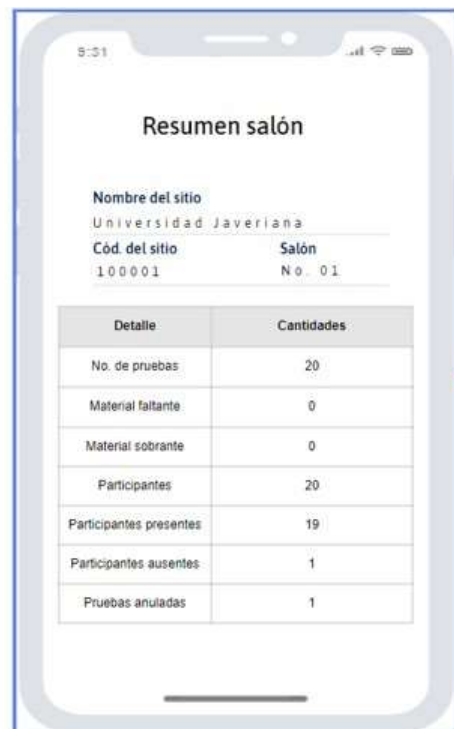 9:31
Resumen salón
Nombre del sitio
Universidad Javeriana
Cód. del sitio Salón
100001 No. 01
Detalle Cantidades
No. de pruebas 20
Material faltante 0
Material sobrante 0
Participantes 20
Participantes presentes 19
Participantes ausentes 1
Pruebas anuladas 1